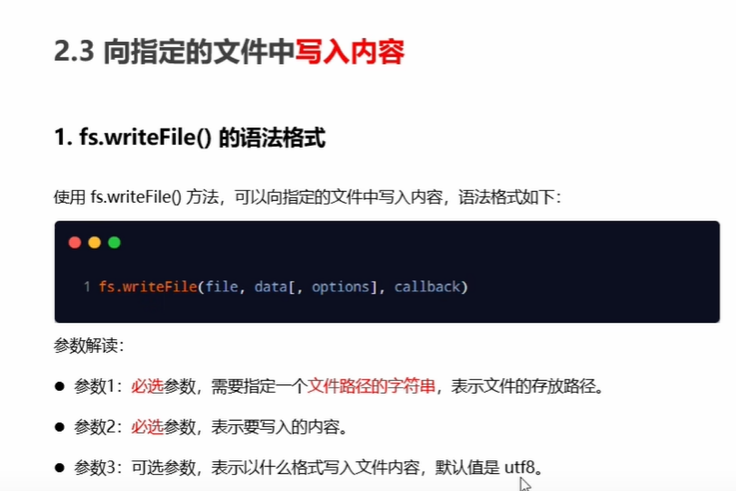 2.3 向指定的文件中写入内容
1. fs.writeFile() 的语法格式
使用 fs.writeFile() 方法，可以向指定的文件中写入内容，语法格式如下：
1 fs.writeFile(file, data[, options], callback)
参数解读：
● 参数1：必选参数，需要指定一个文件路径的字符串，表示文件的存放路径。
● 参数2：必选参数，表示要写入的内容。
● 参数3：可选参数，表示以什么格式写入文件内容，默认值是 utf8。